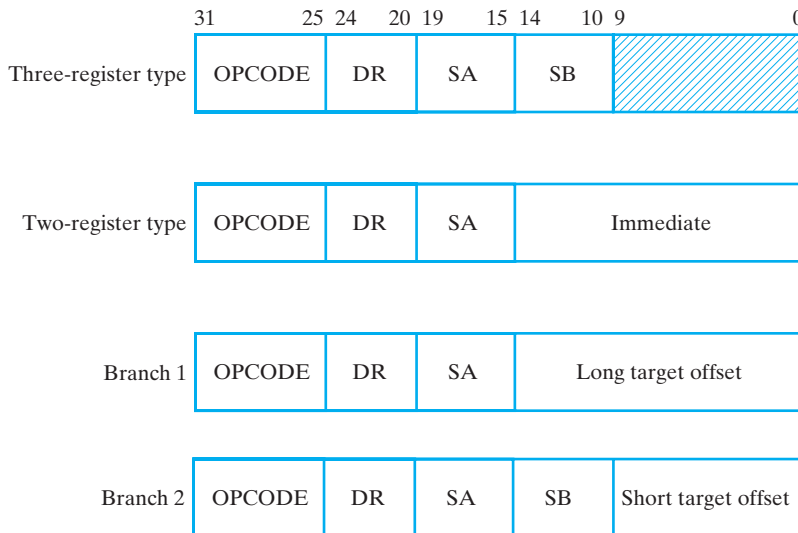 31 25 24 20 19 15 14 10 9 0
Three-register type OPCODE DR SA SB
Two-register type OPCODE DR SA Immediate
Branch 1 OPCODE DR SA Long target offset
Branch 2 OPCODE DR SA SB Short target offset